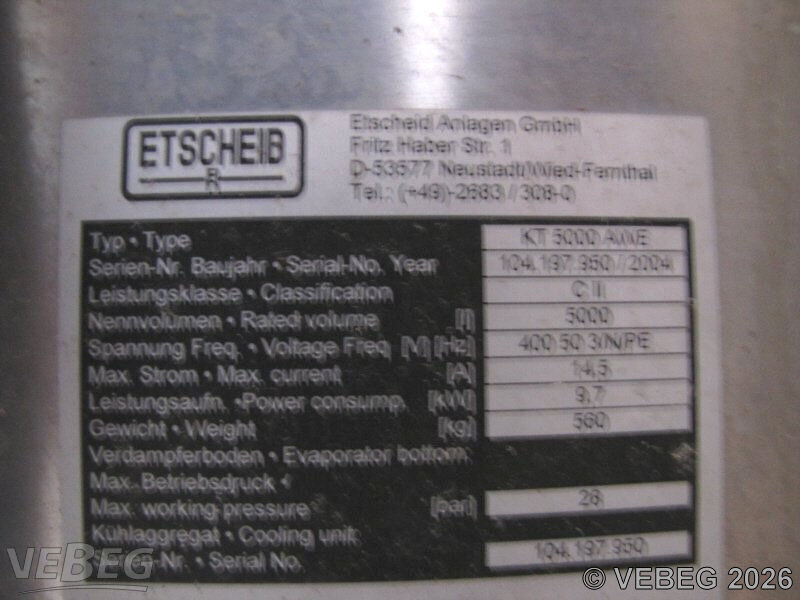 ETSCHEID
R
Etscheid Anlagen GmbH
Fritz Haber Str. 1
D-53577 Neustadt/Wied-Fernthal
Tel.: (+49)-2683 / 308-0
Typ • Type KT 5000 AWE
Serien-Nr. Baujahr • Serial-No. Year 104.197.950 / 2004
Leistungsklasse • Classification C II
Nennvolumen • Rated volume [l] 5000
Spannung Freq. • Voltage Freq [V] [Hz] 400 50 3/N/PE
Max. Strom • Max. current [A] 14,5
Leistungsaufn. •Power consump. [kW] 9,7
Gewicht • Weight [kg] 560
Verdampferboden • Evaporator bottom:
Max. Betriebsdruck •
Max. working pressure [bar] 28
Kühlaggregat • Cooling unit:
Serien-Nr. • Serial No. 104.197.950
VEBEG
© VEBEG 2026